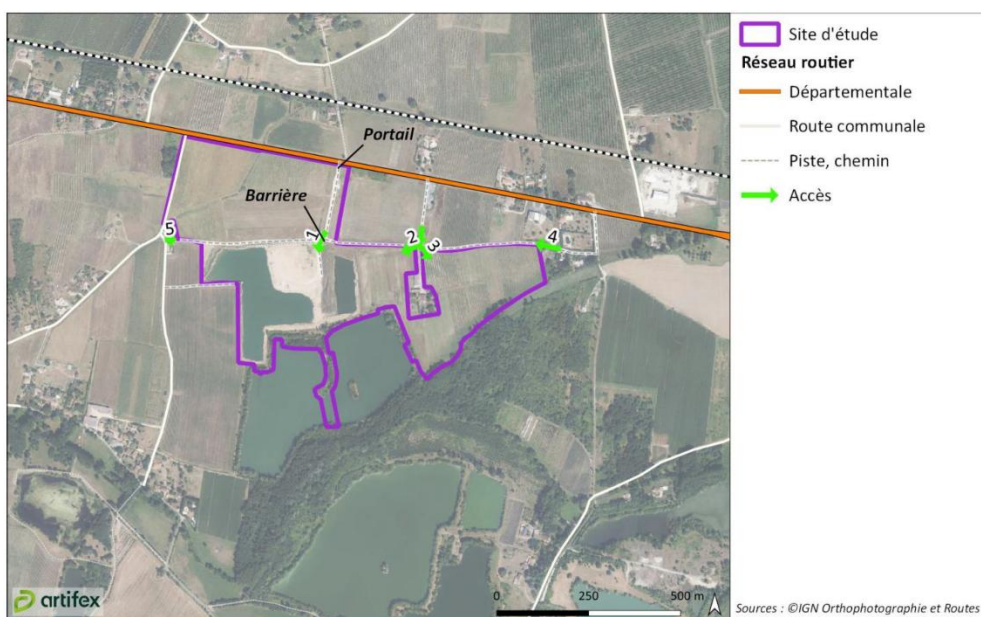 Site d'étude
Réseau routier
Départementale
Route communale
Piste, chemin
Accès
Portail
Barrière
5
1
2
3
4
artifex
0 250 500 m
Sources : ©IGN Orthophotographie et Routes